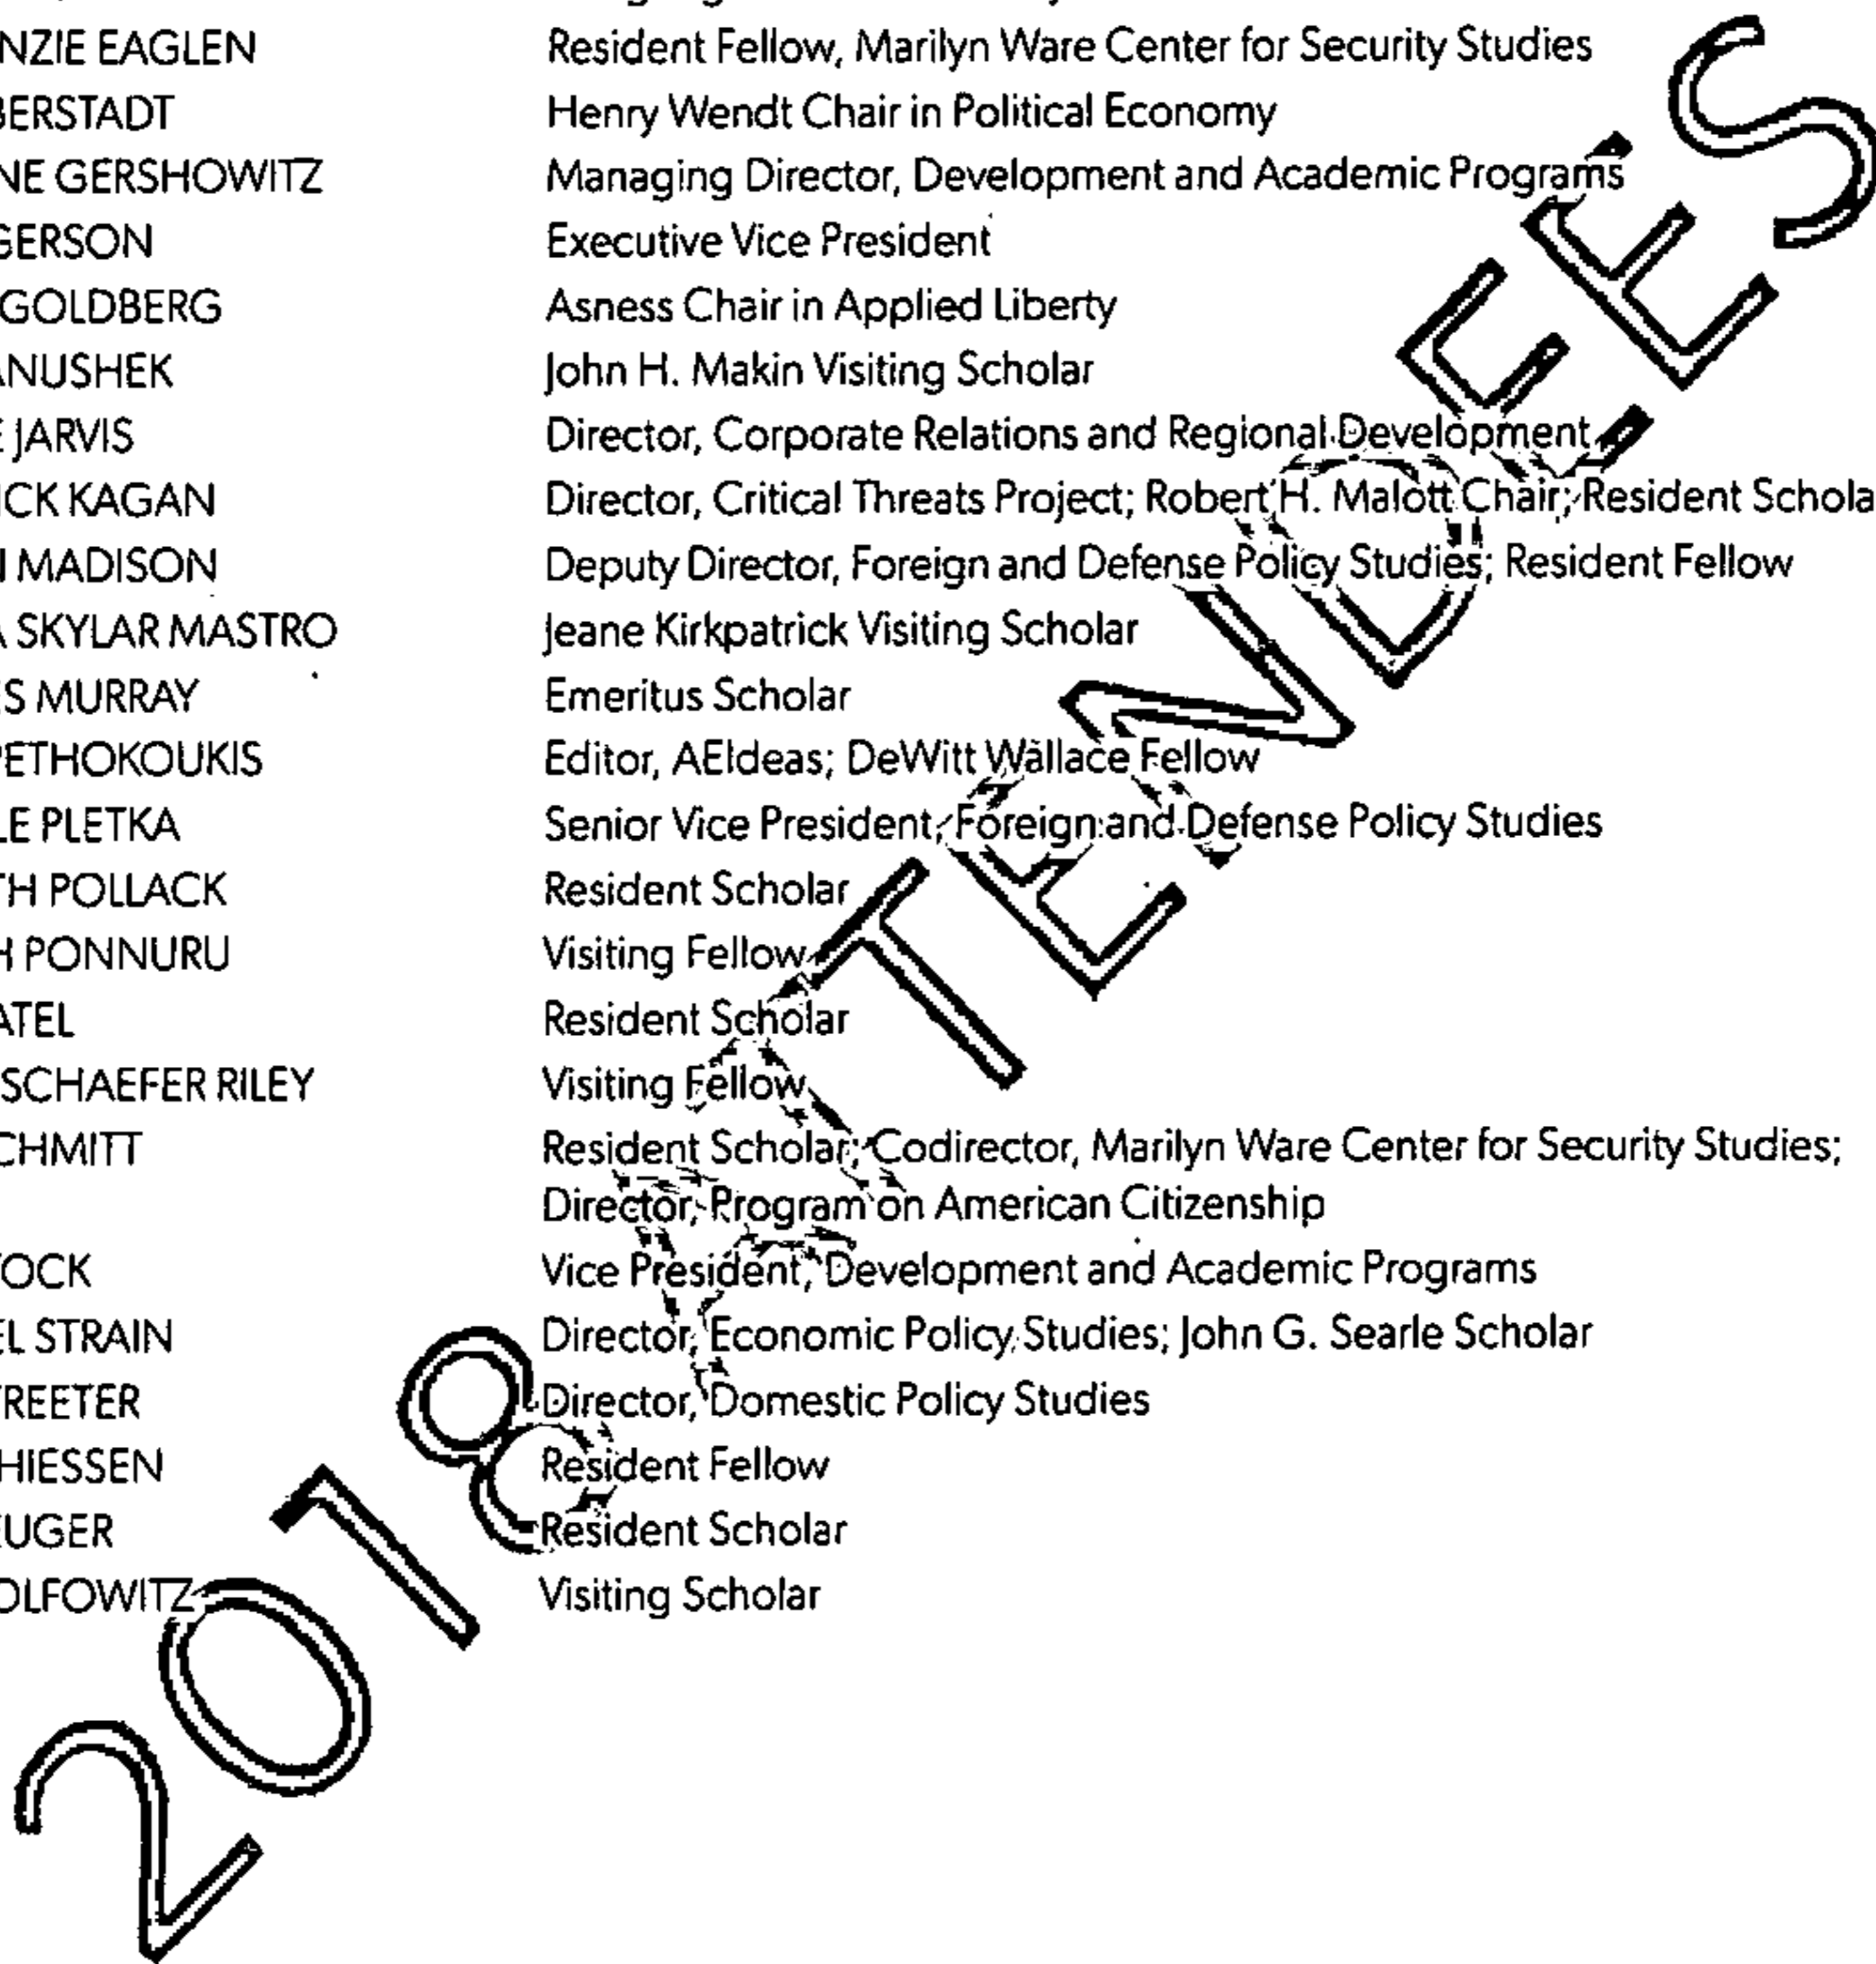 NZIE EAGLEN Resident Fellow, Marilyn Ware Center for Security Studies
BERSTADT Henry Wendt Chair in Political Economy
NE GERSHOWITZ Managing Director, Development and Academic Programs
GERSON Executive Vice President
GOLDBERG Asness Chair in Applied Liberty
ANUSHEK John H. Makin Visiting Scholar
E JARVIS Director, Corporate Relations and Regional Development
ICK KAGAN Director, Critical Threats Project; Robert H. Malott Chair; Resident Schola
MADISON Deputy Director, Foreign and Defense Policy Studies; Resident Fellow
A SKYLAR MASTRO Jeane Kirkpatrick Visiting Scholar
ES MURRAY Emeritus Scholar
PETHOKOUKIS Editor, AEIdeas; DeWitt Wallace Fellow
LE PLETKA Senior Vice President, Foreign and Defense Policy Studies
TH POLLACK Resident Scholar
H PONNURU Visiting Fellow
ATEL Resident Scholar
SCHAEFER RILEY Visiting Fellow
CHMITT Resident Scholar; Codirector, Marilyn Ware Center for Security Studies;
Director, Program on American Citizenship
TOCK Vice President, Development and Academic Programs
EL STRAIN Director, Economic Policy Studies; John G. Searle Scholar
TREETER Director, Domestic Policy Studies
HIESSEN Resident Fellow
EUGER Resident Scholar
OLFOWITZ Visiting Scholar
2018 ATTENDEES